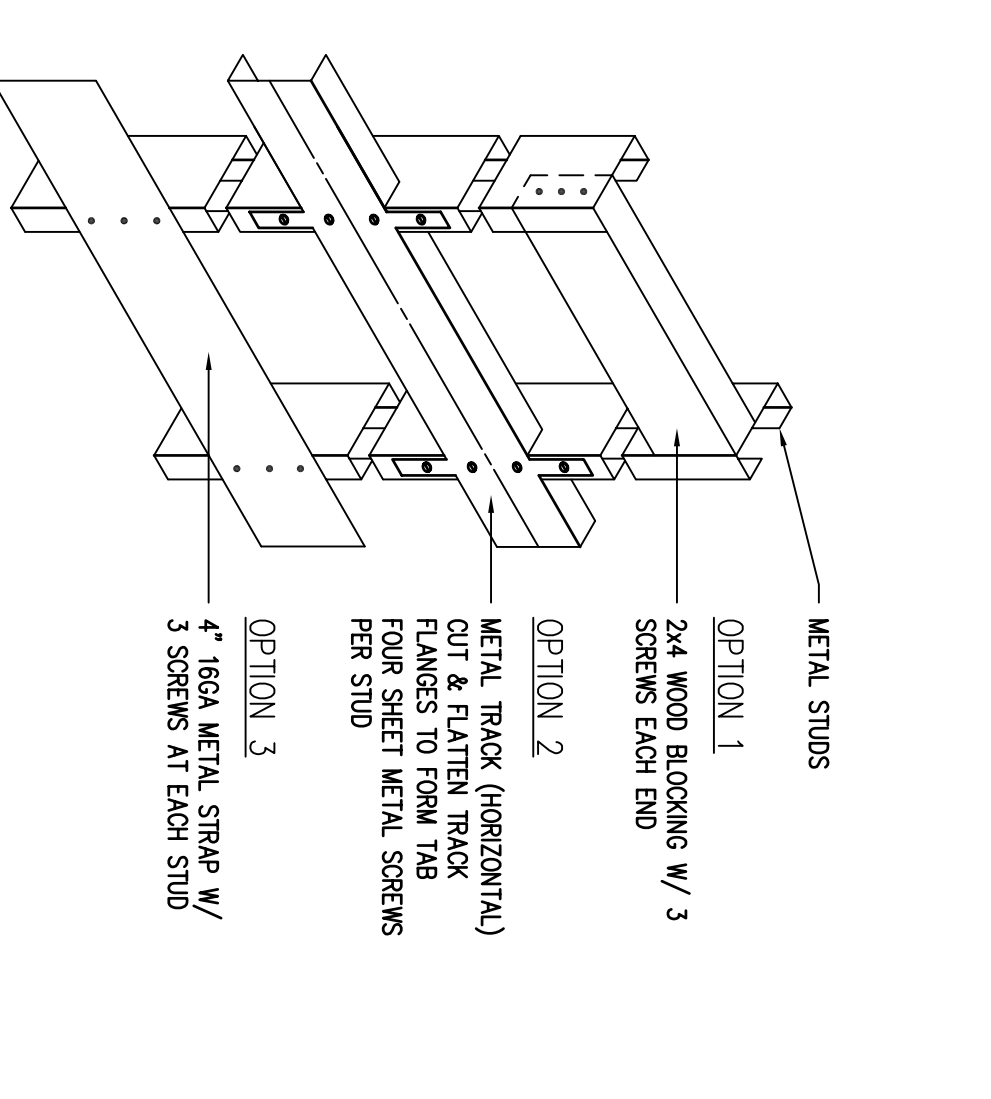 METAL STUDS
OPTION 1
2x4 WOOD BLOCKING W/ 3
SCREWS EACH END
OPTION 2
METAL TRACK (HORIZONTAL)
CUT & FLATTEN TRACK
FLANGES TO FORM TAB
FOUR SHEET METAL SCREWS
PER STUD
OPTION 3
4" 16GA METAL STRAP W/
3 SCREWS AT EACH STUD